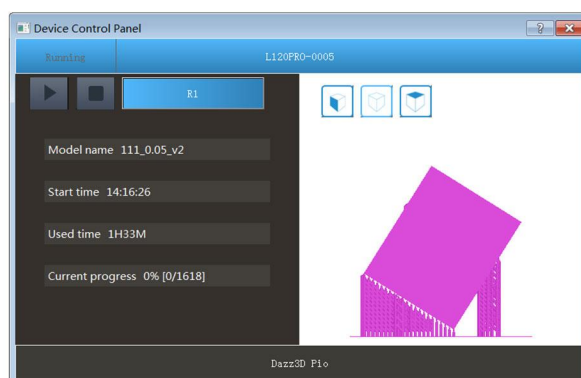 Device Control Panel
Running
L120PRO-0005
R1
Model name 111_0.05_v2
Start time 14:16:26
Used time 1H33M
Current progress 0% [0/1618]
Dazz3D Pio